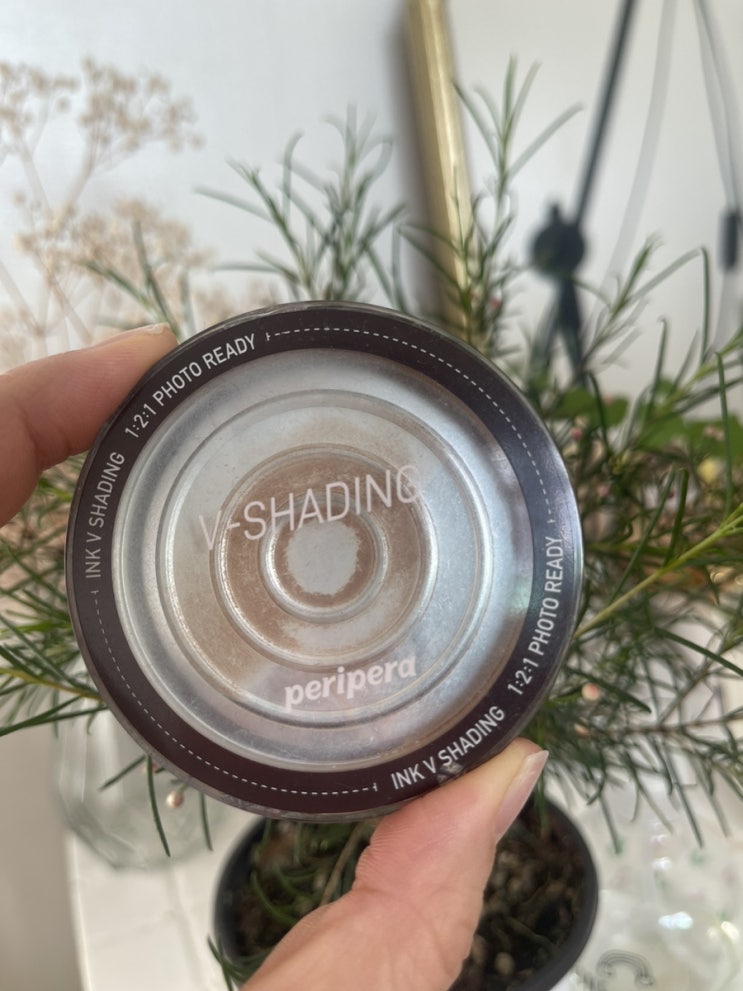 1:2:1 PHOTO READY
INK V SHADING
V-SHADING
peripera
1:2:1 PHOTO READY
INK V SHADING